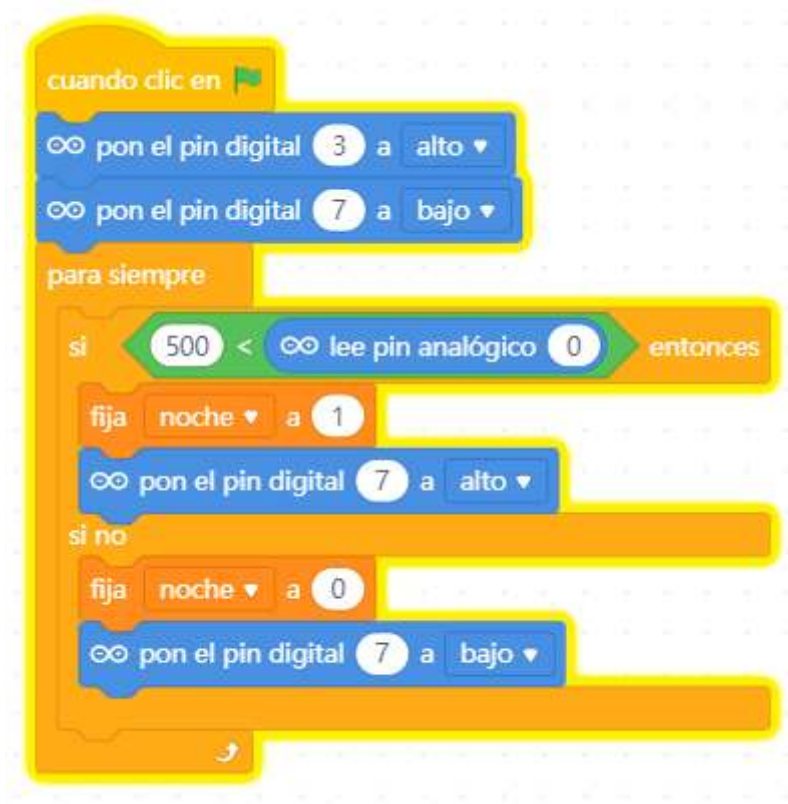 cuando clic en
pon el pin digital 3 a alto
pon el pin digital 7 a bajo
para siempre
si 500 < lee pin analógico 0 entonces
fija noche a 1
pon el pin digital 7 a alto
si no
fija noche a 0
pon el pin digital 7 a bajo